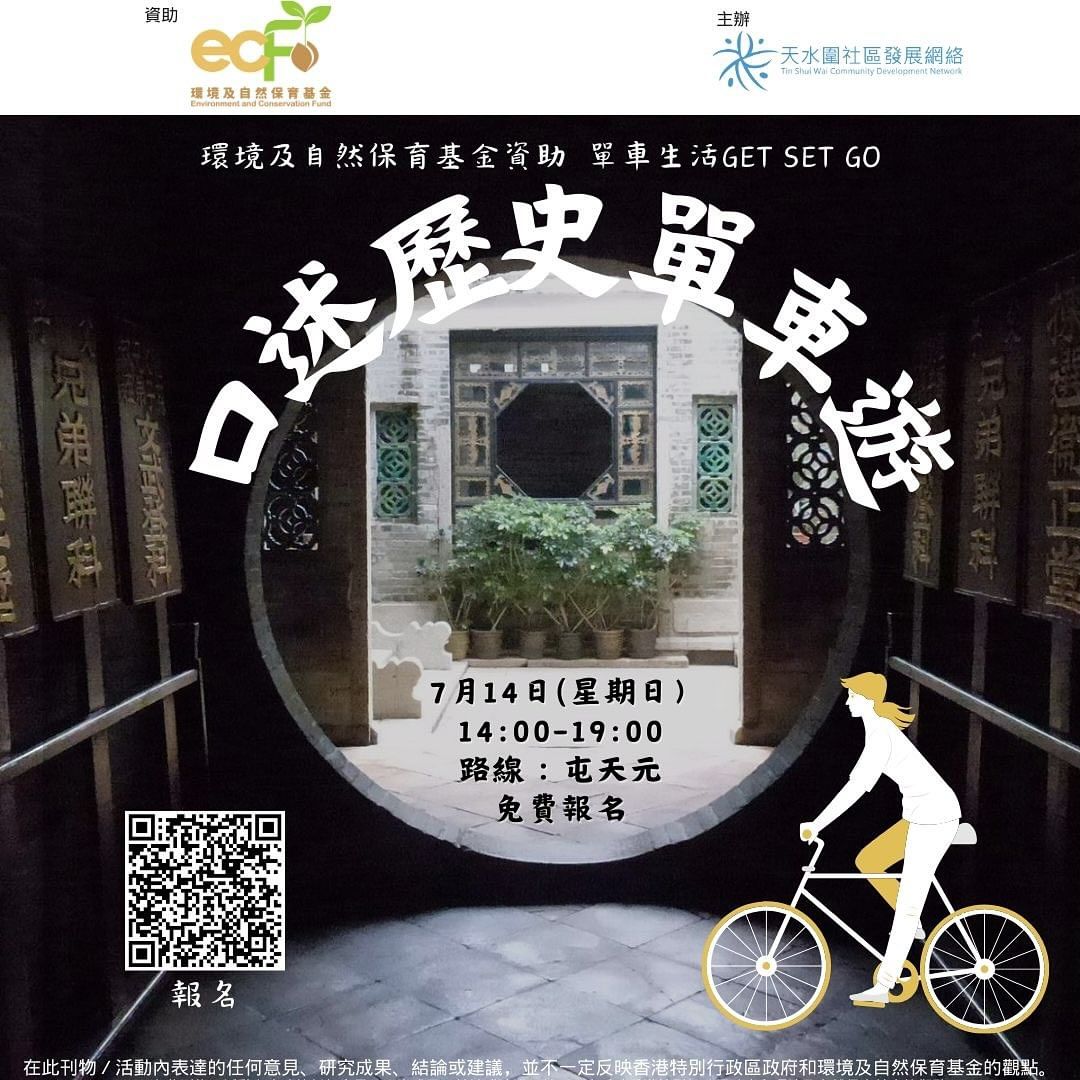 資助
主辦
ecf
環境及自然保育基金
Environment and Conservation Fund
天水圍社區發展網絡
Tin Shui Wai Community Development Network
環境及自然保育基金資助 單車生活GET SET GO
口述歷史單車遊
兄弟聯科
文武登科
兄弟聯科
正堂
7月14日(星期日)
14:00-19:00
路線：屯天元
免費報名
報名
在此刊物／活動內表達的任何意見、研究成果、結論或建議，並不一定反映香港特別行政區政府和環境及自然保育基金的觀點。